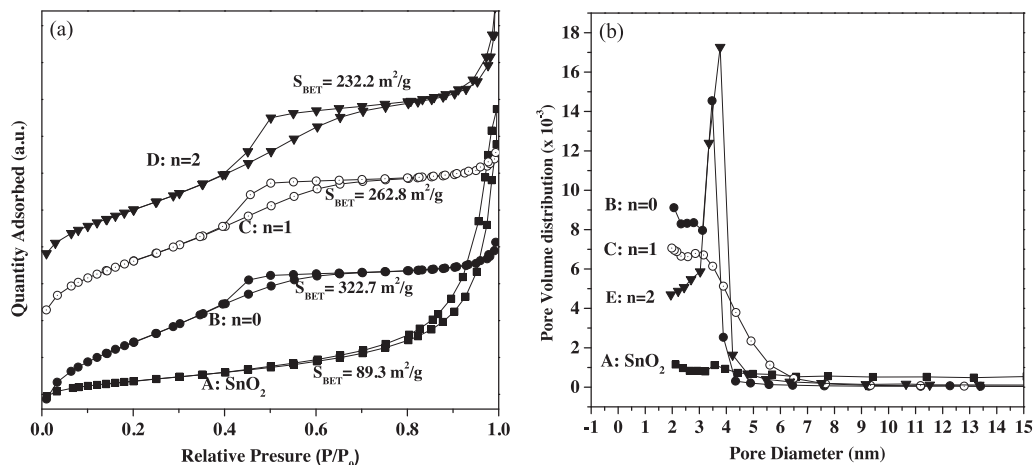 (a)
S_BET = 232.2 m²/g
D: n=2
S_BET = 262.8 m²/g
C: n=1
S_BET = 322.7 m²/g
B: n=0
A: SnO₂
S_BET = 89.3 m²/g
Quantity Adsorbed (a.u.)
0.0 0.2 0.4 0.6 0.8 1.0
Relative Presure (P/P₀)
(b)
18
16
14
12
10
8
6
4
2
0
B: n=0
C: n=1
E: n=2
A: SnO₂
Pore Volume distribution (x 10⁻³)
-1 0 1 2 3 4 5 6 7 8 9 10 11 12 13 14 15
Pore Diameter (nm)